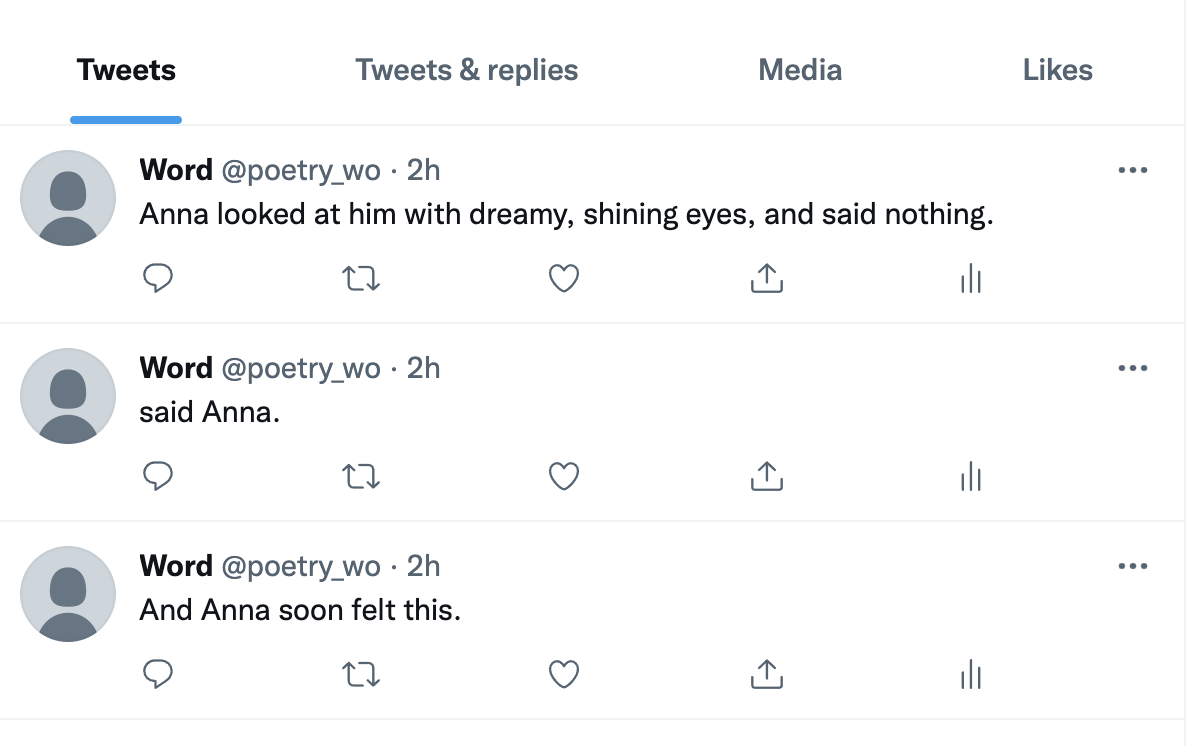 Tweets Tweets & replies Media Likes
Word @poetry_wo · 2h
Anna looked at him with dreamy, shining eyes, and said nothing.
Word @poetry_wo · 2h
said Anna.
Word @poetry_wo · 2h
And Anna soon felt this.